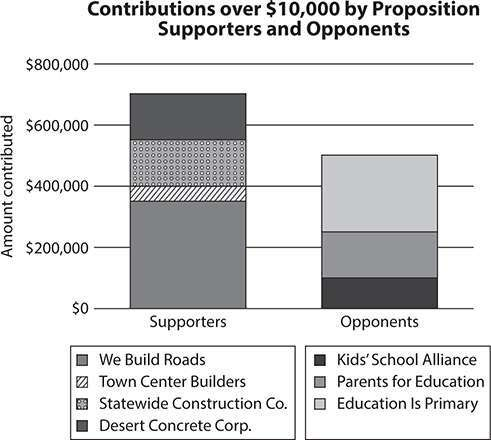 Contributions over $10,000 by Proposition
Supporters and Opponents
Amount contributed
$800,000
$600,000
$400,000
$200,000
$0
Supporters
Opponents
We Build Roads
Town Center Builders
Statewide Construction Co.
Desert Concrete Corp.
Kids' School Alliance
Parents for Education
Education Is Primary